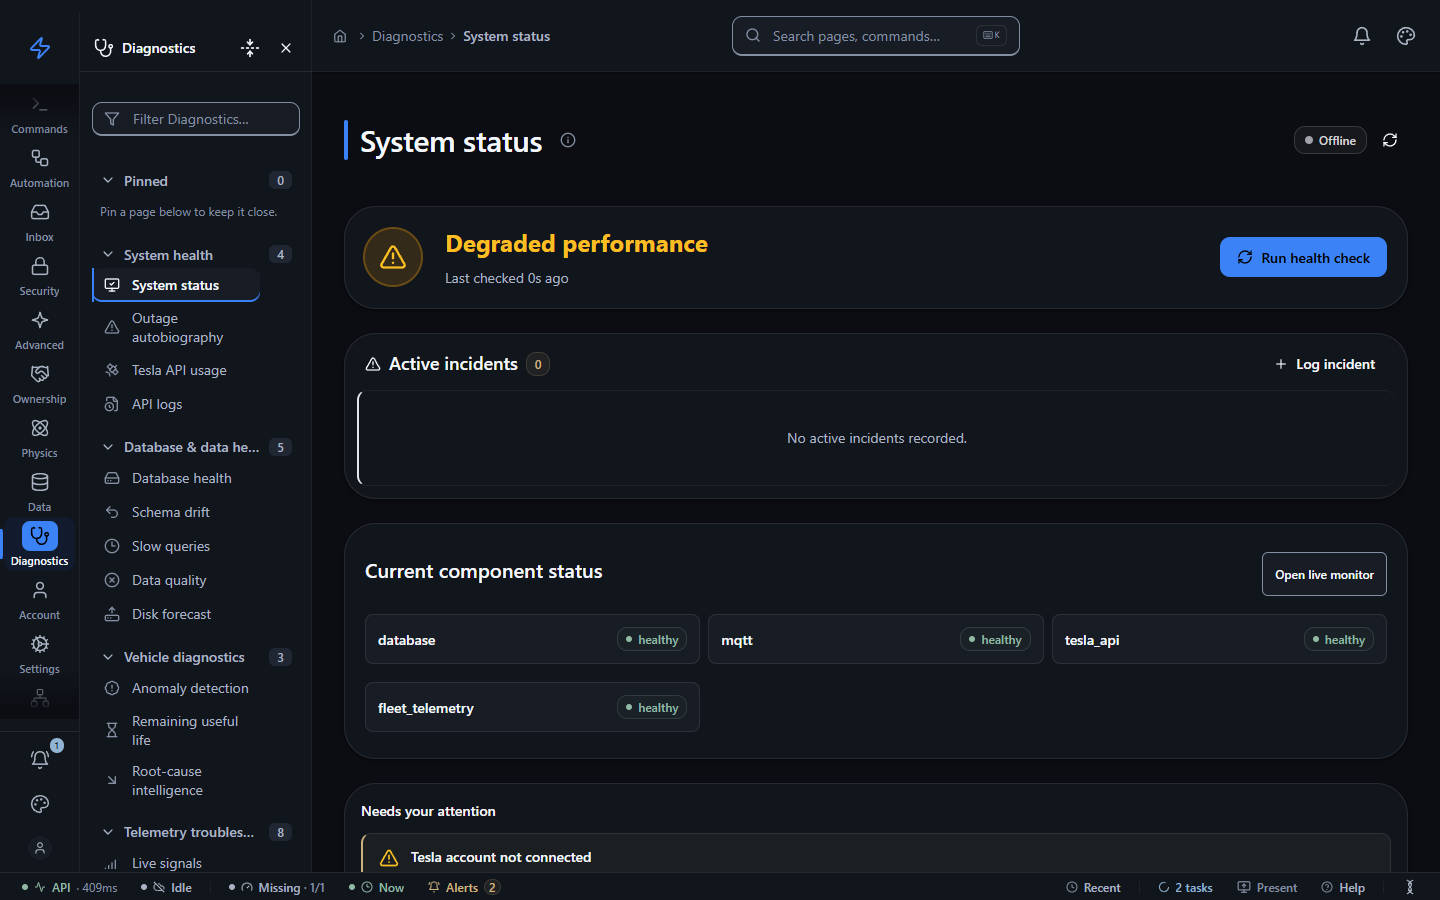 Commands
Automation
Inbox
Security
Advanced
Ownership
Physics
Data
Diagnostics
Account
Settings
1
Diagnostics
Filter Diagnostics...
Pinned 0
Pin a page below to keep it close.
System health 4
System status
Outage
autobiography
Tesla API usage
API logs
Database & data he... 5
Database health
Schema drift
Slow queries
Data quality
Disk forecast
Vehicle diagnostics 3
Anomaly detection
Remaining useful
life
Root-cause
intelligence
Telemetry troubles... 8
Live signals
Diagnostics › System status
Search pages, commands... K
System status
Offline
Degraded performance
Last checked 0s ago
Run health check
Active incidents 0
+ Log incident
No active incidents recorded.
Current component status
Open live monitor
database healthy
mqtt healthy
tesla_api healthy
fleet_telemetry healthy
Needs your attention
Tesla account not connected
API · 409ms
Idle
Missing · 1/1
Now
Alerts 2
Recent
2 tasks
Present
Help